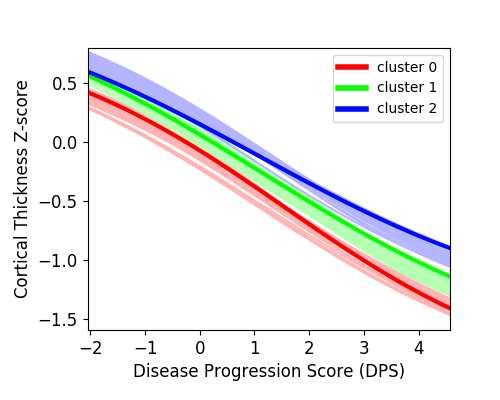 cluster 0
cluster 1
cluster 2
Cortical Thickness Z-score
0.5
0.0
−0.5
−1.0
−1.5
−2 −1 0 1 2 3 4
Disease Progression Score (DPS)